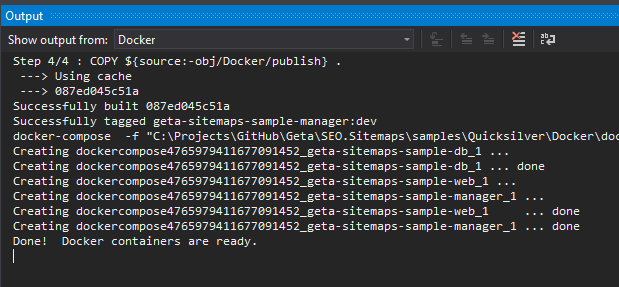 Output
Show output from: Docker
Step 4/4 : COPY ${source:-obj/Docker/publish} .
 ---> Using cache
 ---> 087ed045c51a
Successfully built 087ed045c51a
Successfully tagged geta-sitemaps-sample-manager:dev
docker-compose  -f "C:\Projects\GitHub\Geta\SEO.Sitemaps\samples\Quicksilver\Docker\doc
Creating dockercompose4765979411677091452_geta-sitemaps-sample-db_1 ...
Creating dockercompose4765979411677091452_geta-sitemaps-sample-db_1 ... done
Creating dockercompose4765979411677091452_geta-sitemaps-sample-web_1 ...
Creating dockercompose4765979411677091452_geta-sitemaps-sample-manager_1 ...
Creating dockercompose4765979411677091452_geta-sitemaps-sample-web_1     ... done
Creating dockercompose4765979411677091452_geta-sitemaps-sample-manager_1 ... done
Done!  Docker containers are ready.